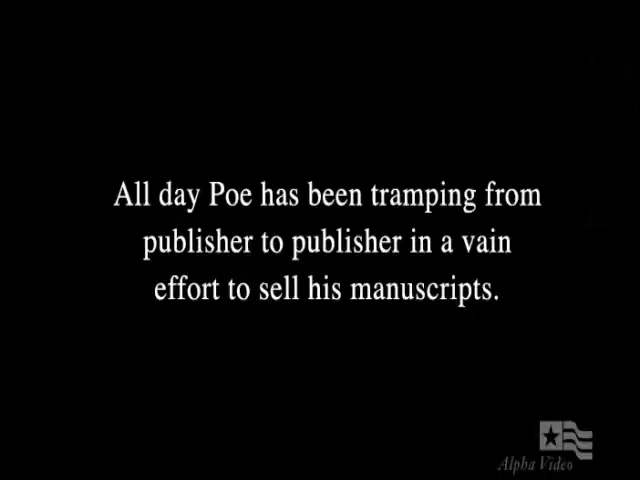 All day Poe has been tramping from
publisher to publisher in a vain
effort to sell his manuscripts.
Alpha Video